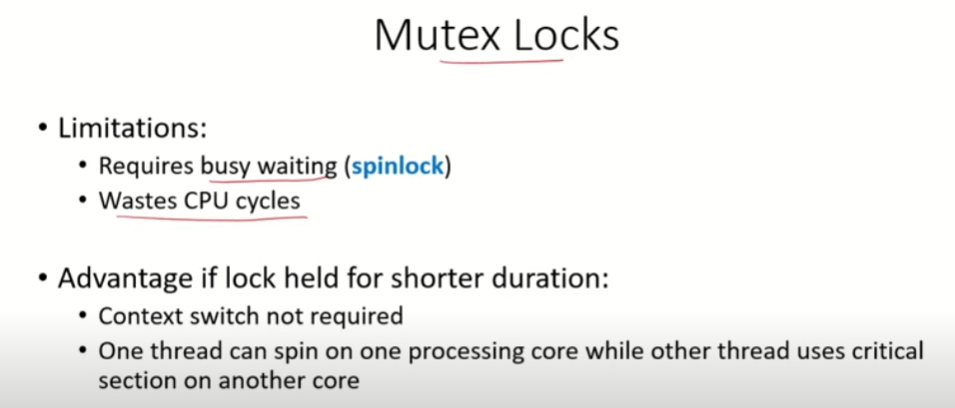 Mutex Locks
• Limitations:
• Requires busy waiting (spinlock)
• Wastes CPU cycles
• Advantage if lock held for shorter duration:
• Context switch not required
• One thread can spin on one processing core while other thread uses critical
section on another core